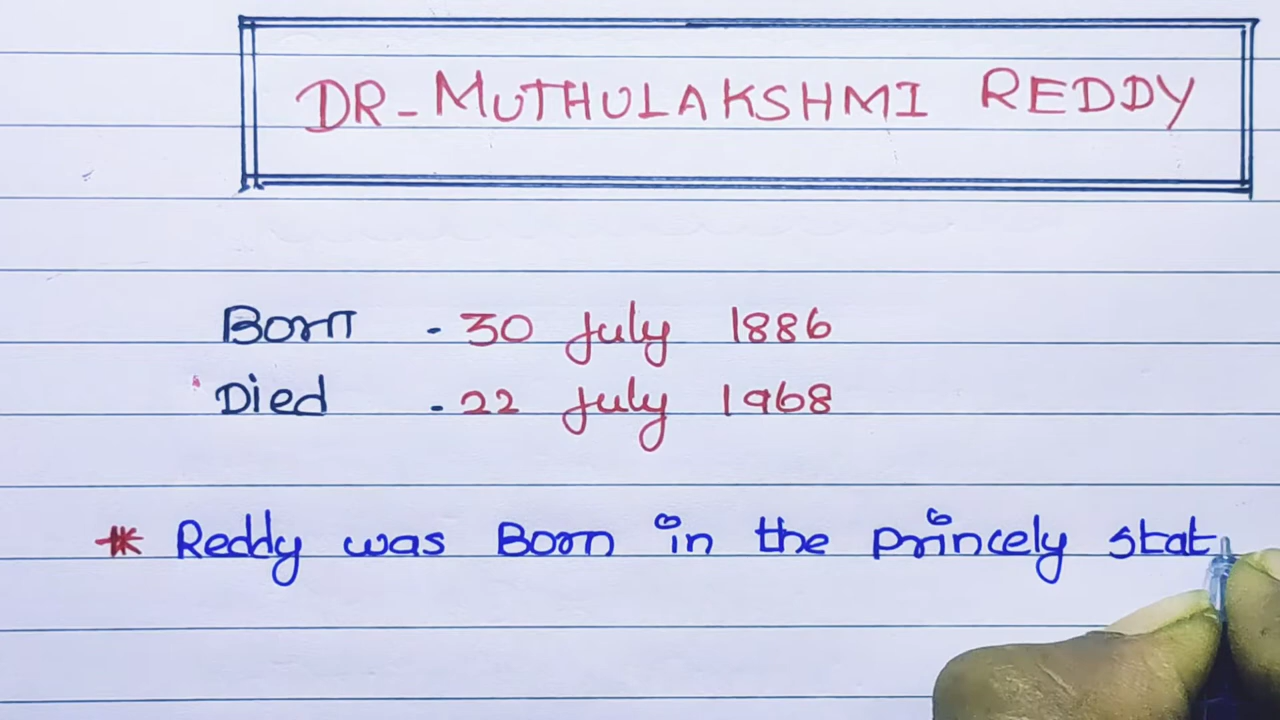 DR-MUTHULAKSHMI REDDY
Born - 30 July 1886
Died - 22 July 1968
* Reddy was Born in the princely stat